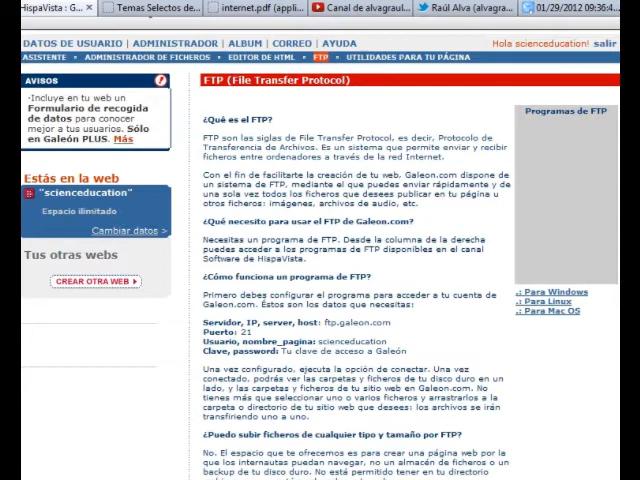 HispaVista : G...
Temas Selectos de...
internet.pdf (appli...
Canal de alvagraul...
Raúl Alva (alvagra...
01/29/2012 09:36:4...
DATOS DE USUARIO | ADMINISTRADOR | ALBUM | CORREO | AYUDA
Hola scienceducation! salir
ASISTENTE • ADMINISTRADOR DE FICHEROS • EDITOR DE HTML • FTP • UTILIDADES PARA TU PÁGINA
AVISOS
·Incluye en tu web un
Formulario de recogida
de datos para conocer
mejor a tus usuarios. Sólo
en Galeón PLUS. Más
Estás en la web
"scienceducation"
Espacio ilimitado
Cambiar datos >
Tus otras webs
CREAR OTRA WEB
FTP (File Transfer Protocol)
¿Qué es el FTP?
FTP son las siglas de File Transfer Protocol, es decir, Protocolo de
Transferencia de Archivos. Es un sistema que permite enviar y recibir
ficheros entre ordenadores a través de la red Internet.
Con el fin de facilitarte la creación de tu web, Galeon.com dispone de
un sistema de FTP, mediante el que puedes enviar rápidamente y de
una sola vez todos los ficheros que desees publicar en tu página u
otros ficheros: imágenes, archivos de audio, etc.
¿Qué necesito para usar el FTP de Galeon.com?
Necesitas un programa de FTP. Desde la columna de la derecha
puedes acceder a los programas de FTP disponibles en el canal
Software de HispaVista.
¿Cómo funciona un programa de FTP?
Primero debes configurar el programa para acceder a tu cuenta de
Galeon.com. Éstos son los datos que necesitas:
Servidor, IP, server, host: ftp.galeon.com
Puerto: 21
Usuario, nombre_pagina: scienceducation
Clave, password: Tu clave de acceso a Galeón
Una vez configurado, ejecuta la opción de conectar. Una vez
conectado, podrás ver las carpetas y ficheros de tu disco duro en un
lado, y las carpetas y ficheros de tu sitio web en Galeon.com. No
tienes más que seleccionar uno o varios ficheros y arrastrarlos a la
carpeta o directorio de tu sitio web que desees: los archivos se irán
transfiriendo uno a uno.
¿Puedo subir ficheros de cualquier tipo y tamaño por FTP?
No. El espacio que te ofrecemos es para crear una página web por la
que los internautas puedan navegar, no un almacén de ficheros o un
backup de tu disco duro. No está permitido tener en tu directorio
Programas de FTP
.: Para Windows
.: Para Linux
.: Para Mac OS